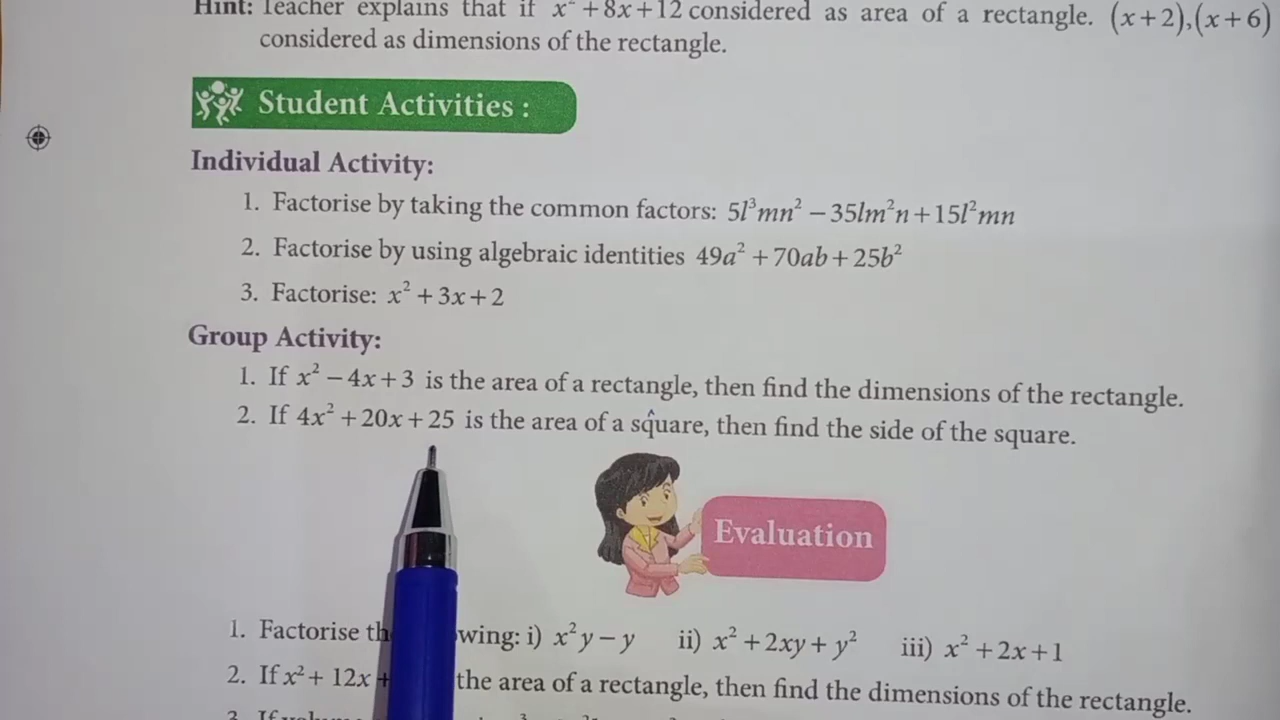 Hint: Teacher explains that if x² + 8x + 12 considered as area of a rectangle. (x + 2),(x + 6)
considered as dimensions of the rectangle.
Student Activities :
Individual Activity:
1. Factorise by taking the common factors: 5l³mn² − 35lm²n + 15l²mn
2. Factorise by using algebraic identities 49a² + 70ab + 25b²
3. Factorise: x² + 3x + 2
Group Activity:
1. If x² − 4x + 3 is the area of a rectangle, then find the dimensions of the rectangle.
2. If 4x² + 20x + 25 is the area of a square, then find the side of the square.
Evaluation
1. Factorise wing: i) x²y − y ii) x² + 2xy + y² iii) x² + 2x + 1
2. If x² + 12x + the area of a rectangle, then find the dimensions of the rectangle.
3. If